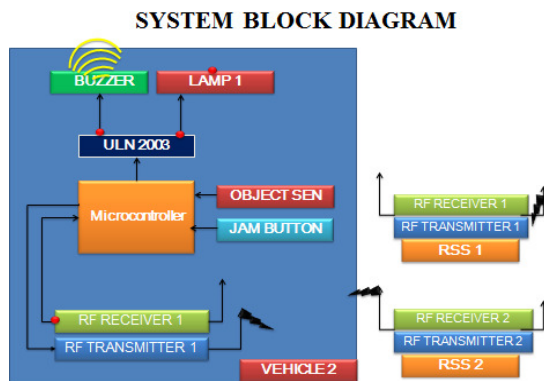 SYSTEM BLOCK DIAGRAM
BUZZER
LAMP 1
ULN 2003
Microcontroller
OBJECT SEN
JAM BUTTON
RF RECEIVER 1
RF TRANSMITTER 1
VEHICLE 2
RF RECEIVER 1
RF TRANSMITTER 1
RSS 1
RF RECEIVER 2
RF TRANSMITTER 2
RSS 2